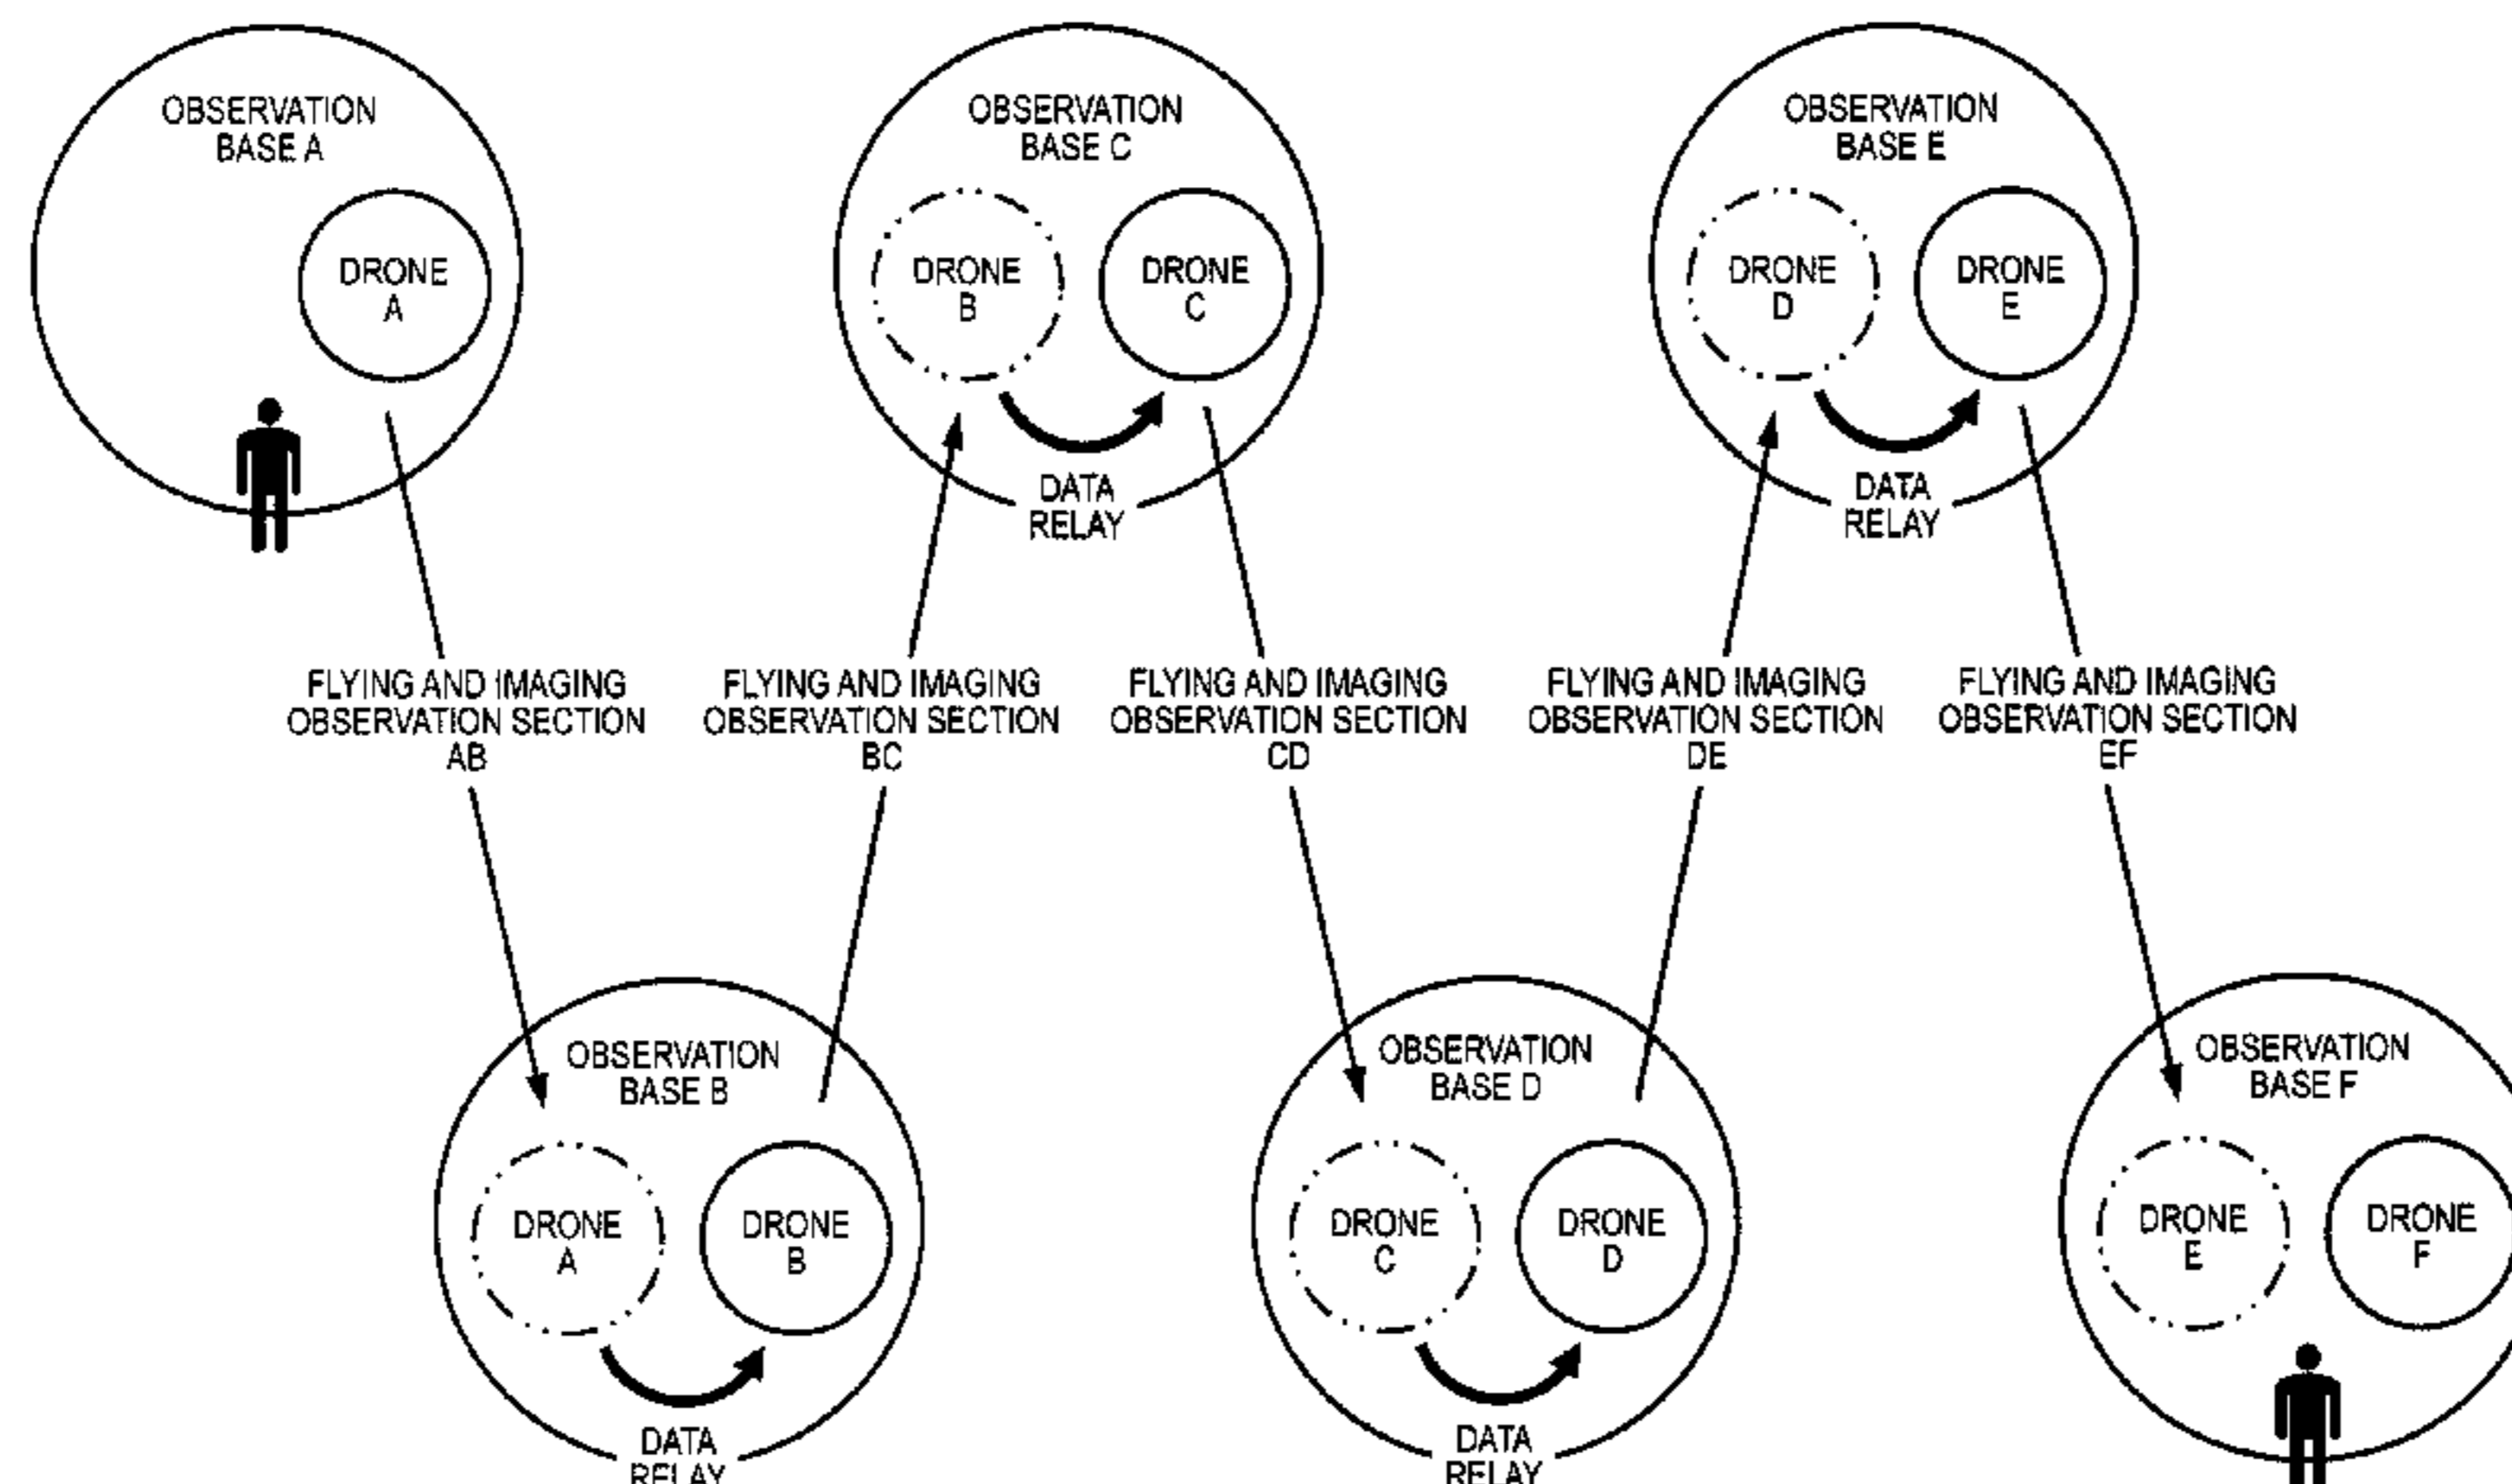 OBSERVATION
BASE A
DRONE
A
OBSERVATION
BASE C
DRONE
B
DRONE
C
DATA
RELAY
OBSERVATION
BASE E
DRONE
D
DRONE
E
DATA
RELAY
FLYING AND IMAGING
OBSERVATION SECTION
AB
FLYING AND IMAGING
OBSERVATION SECTION
BC
FLYING AND IMAGING
OBSERVATION SECTION
CD
FLYING AND IMAGING
OBSERVATION SECTION
DE
FLYING AND IMAGING
OBSERVATION SECTION
EF
OBSERVATION
BASE B
DRONE
A
DRONE
B
DATA
RELAY
OBSERVATION
BASE D
DRONE
C
DRONE
D
DATA
RELAY
OBSERVATION
BASE F
DRONE
E
DRONE
F